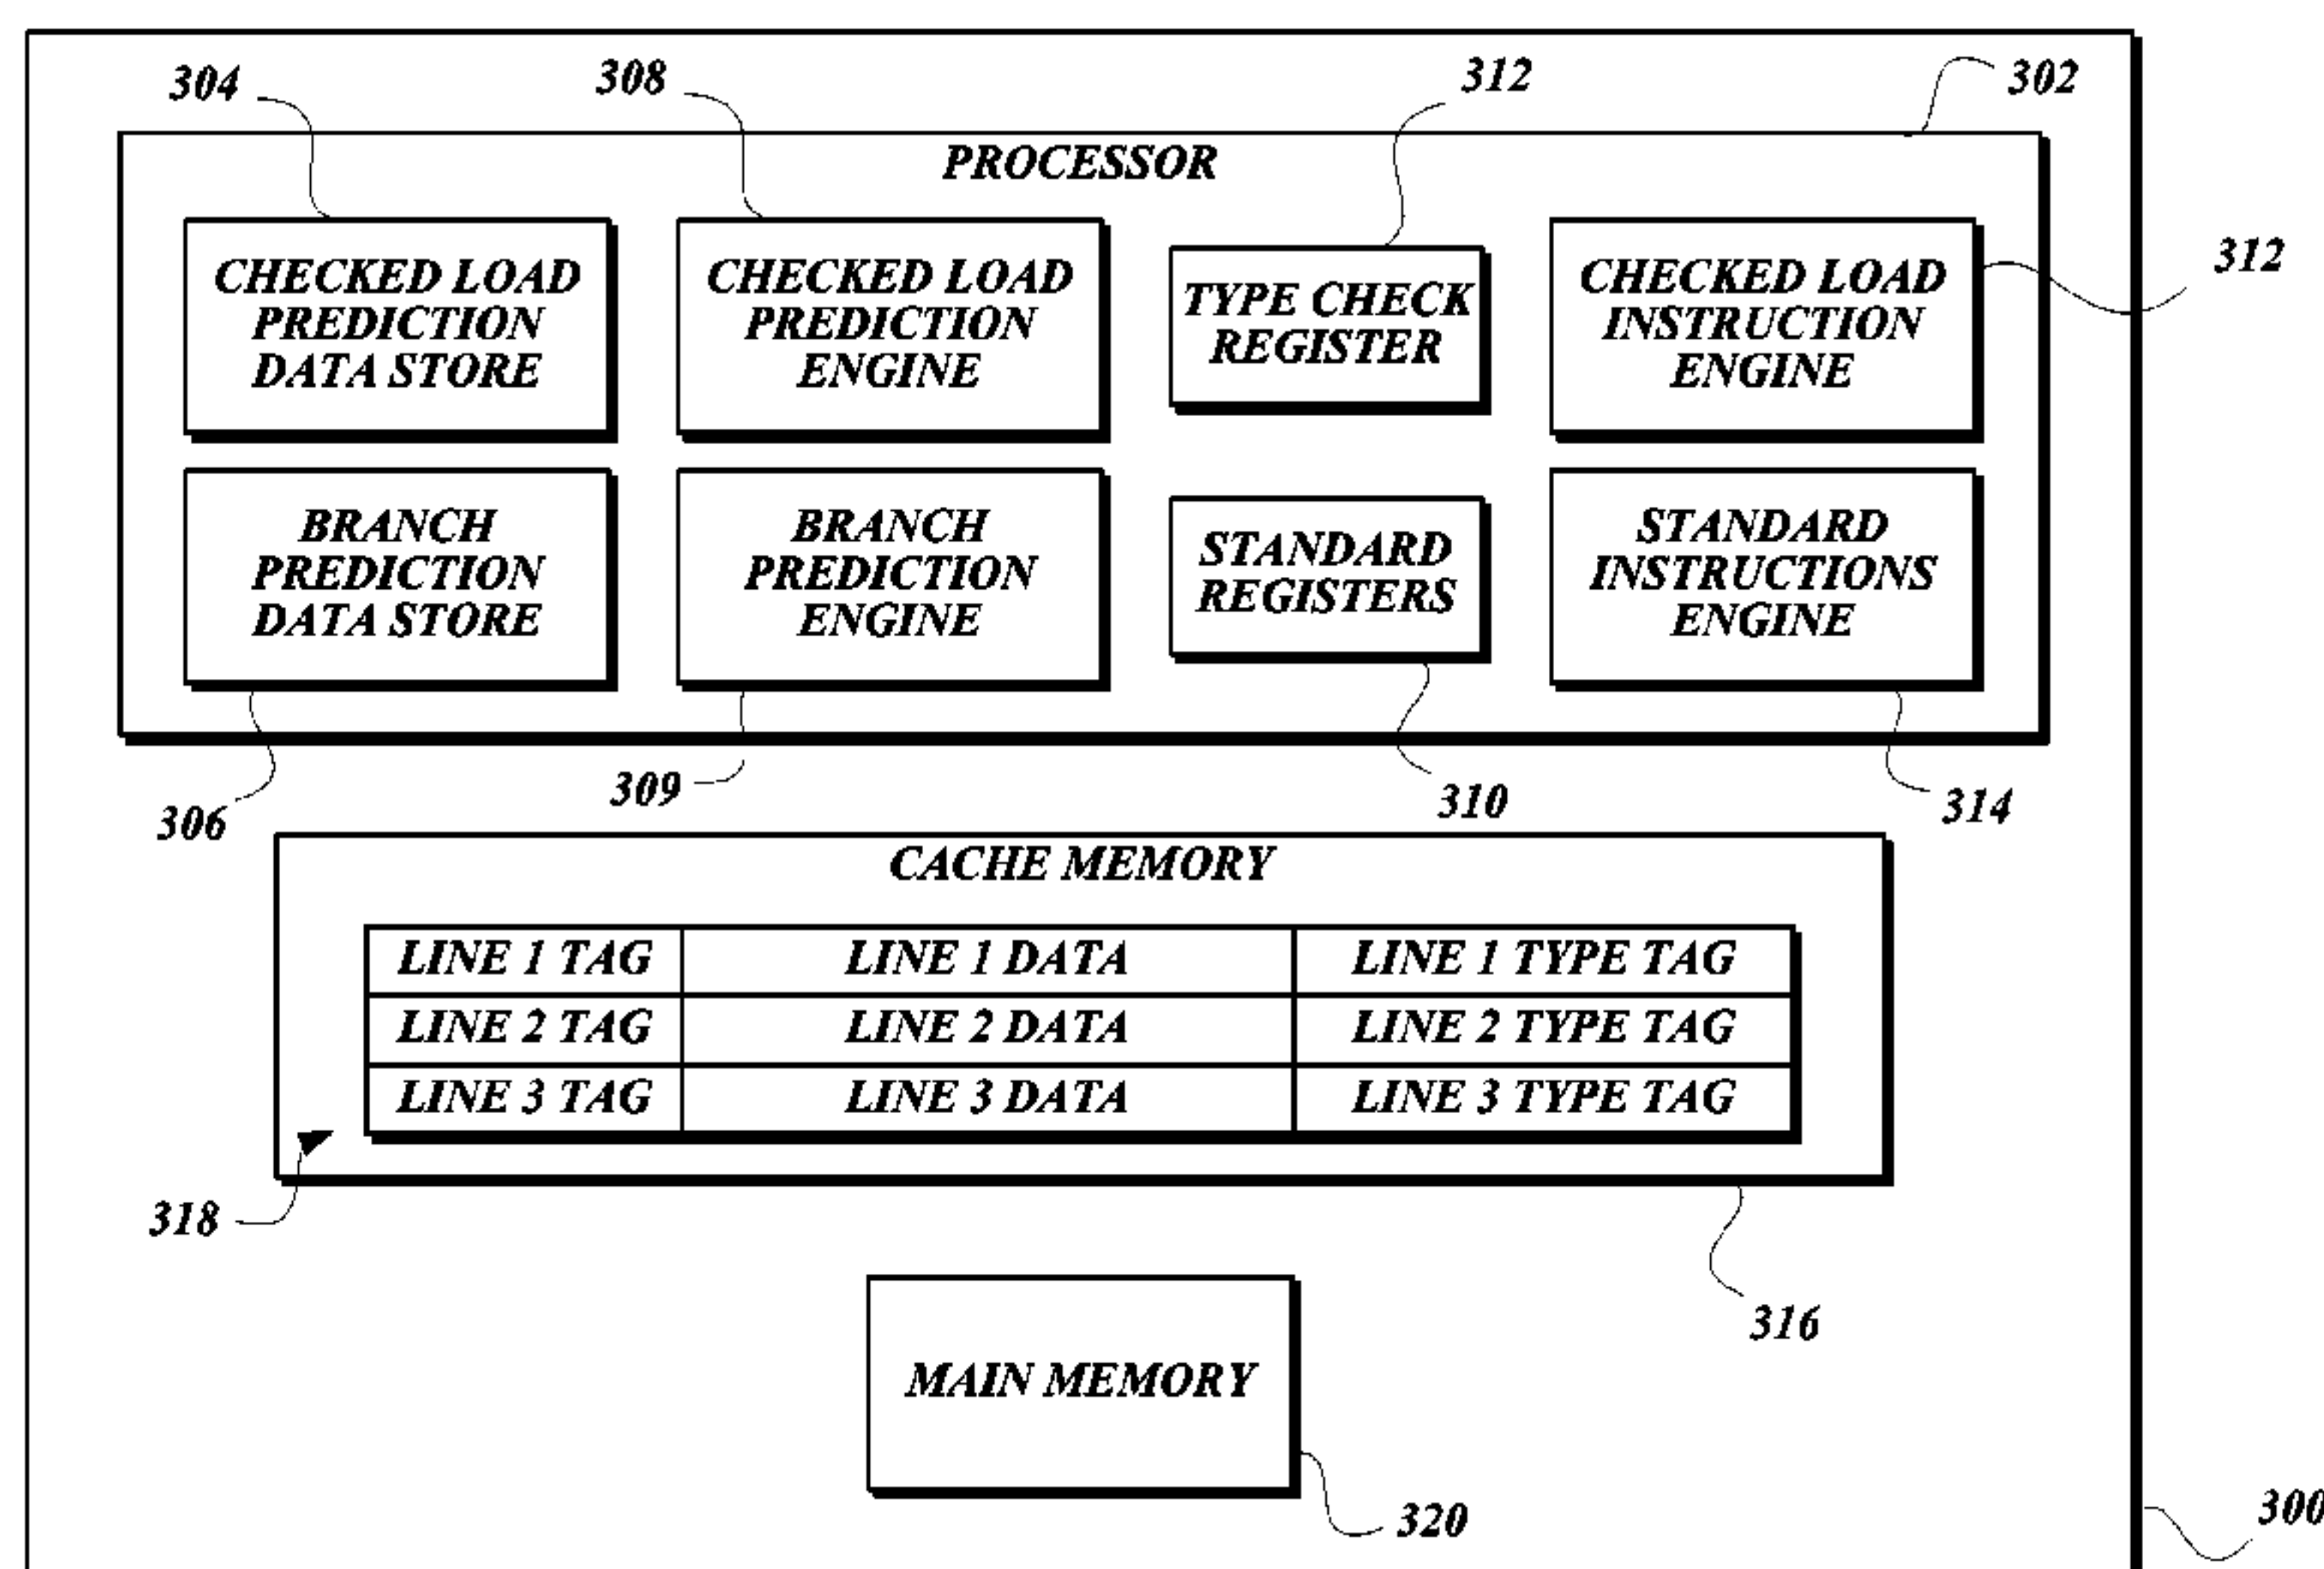 304
308
312
302
PROCESSOR
CHECKED LOAD
PREDICTION
DATA STORE
CHECKED LOAD
PREDICTION
ENGINE
TYPE CHECK
REGISTER
CHECKED LOAD
INSTRUCTION
ENGINE
312
BRANCH
PREDICTION
DATA STORE
BRANCH
PREDICTION
ENGINE
STANDARD
REGISTERS
STANDARD
INSTRUCTIONS
ENGINE
306
309
310
314
CACHE MEMORY
LINE 1 TAG LINE 1 DATA LINE 1 TYPE TAG
LINE 2 TAG LINE 2 DATA LINE 2 TYPE TAG
LINE 3 TAG LINE 3 DATA LINE 3 TYPE TAG
318
316
MAIN MEMORY
320
300